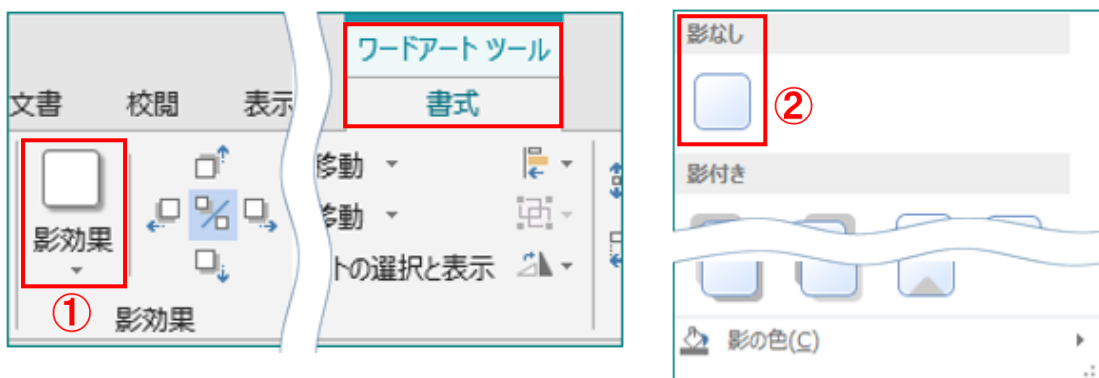 ワードアート ツール
文書 校閲 表示 書式
移動
影効果 移動
トの選択と表示
①
影効果
影なし
②
影付き
影の色(C)